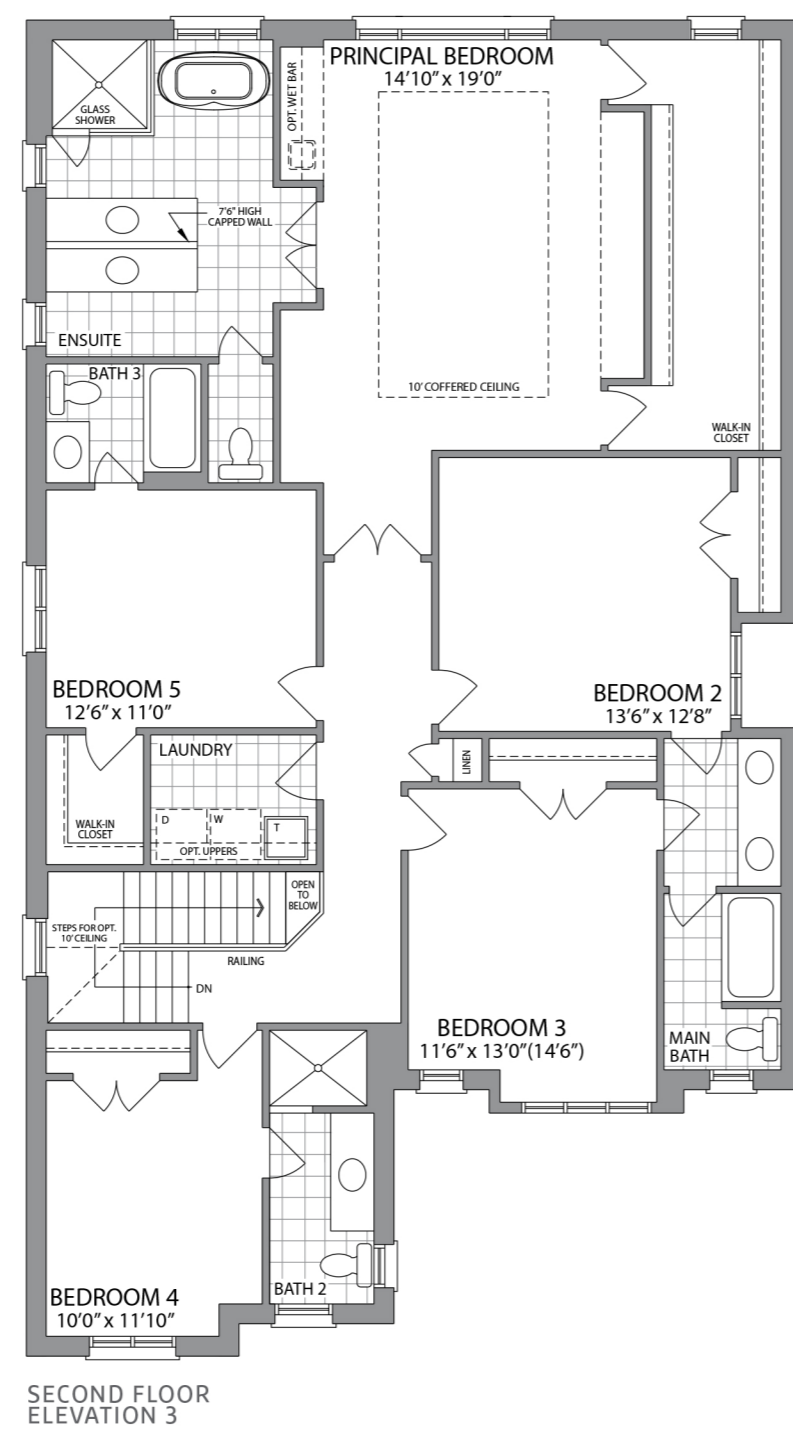 PRINCIPAL BEDROOM
14'10" x 19'0"
GLASS
SHOWER
OPT. WET BAR
7'6" HIGH
CAPPED WALL
ENSUITE
10' COFFERED CEILING
WALK-IN
CLOSET
BATH 3
BEDROOM 5
12'6" x 11'0"
BEDROOM 2
13'6" x 12'8"
LAUNDRY
LINEN
WALK-IN
CLOSET
D
W
T
OPT. UPPERS
OPEN
TO
BELOW
STEPS FOR OPT.
10' CEILING
RAILING
DN
BEDROOM 3
11'6" x 13'0"(14'6")
MAIN
BATH
BEDROOM 4
10'0" x 11'10"
BATH 2
SECOND FLOOR
ELEVATION 3